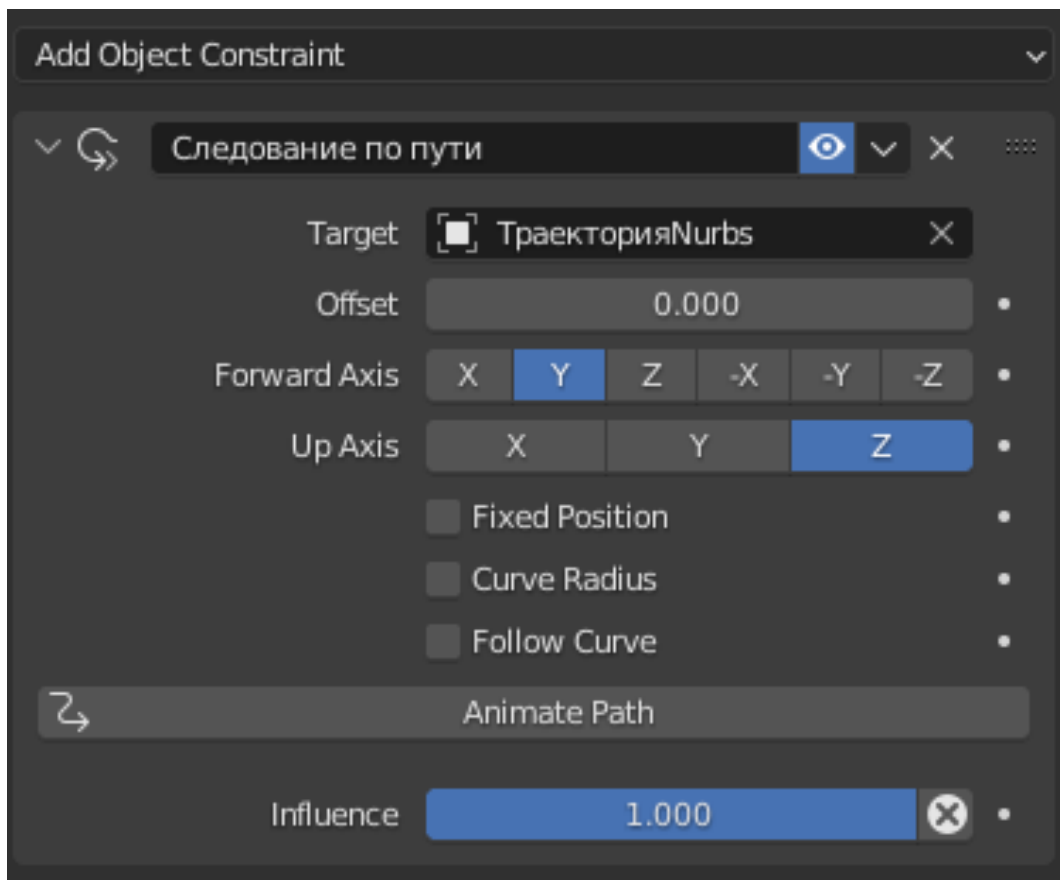 Add Object Constraint
Следование по пути
Target ТраекторияNurbs
Offset 0.000
Forward Axis X Y Z -X -Y -Z
Up Axis X Y Z
Fixed Position
Curve Radius
Follow Curve
Animate Path
Influence 1.000